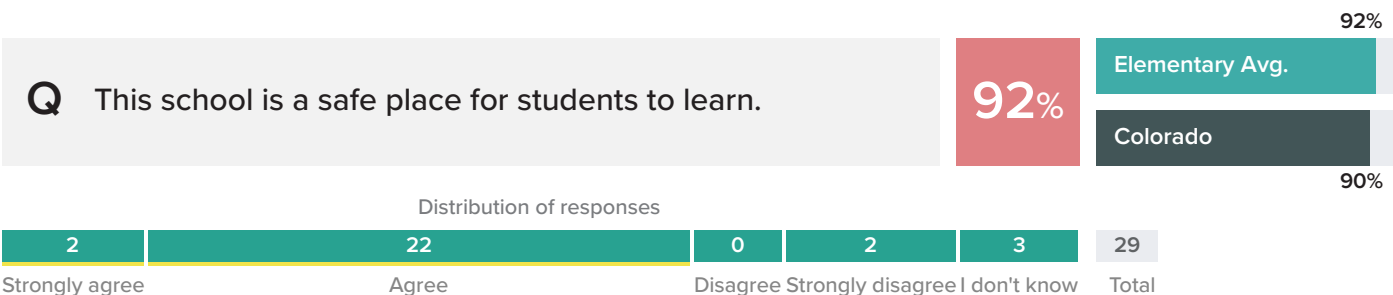 92%
Q This school is a safe place for students to learn.
92%
Elementary Avg.
Colorado
90%
Distribution of responses
2 22 0 2 3 29
Strongly agree Agree Disagree Strongly disagree I don't know Total